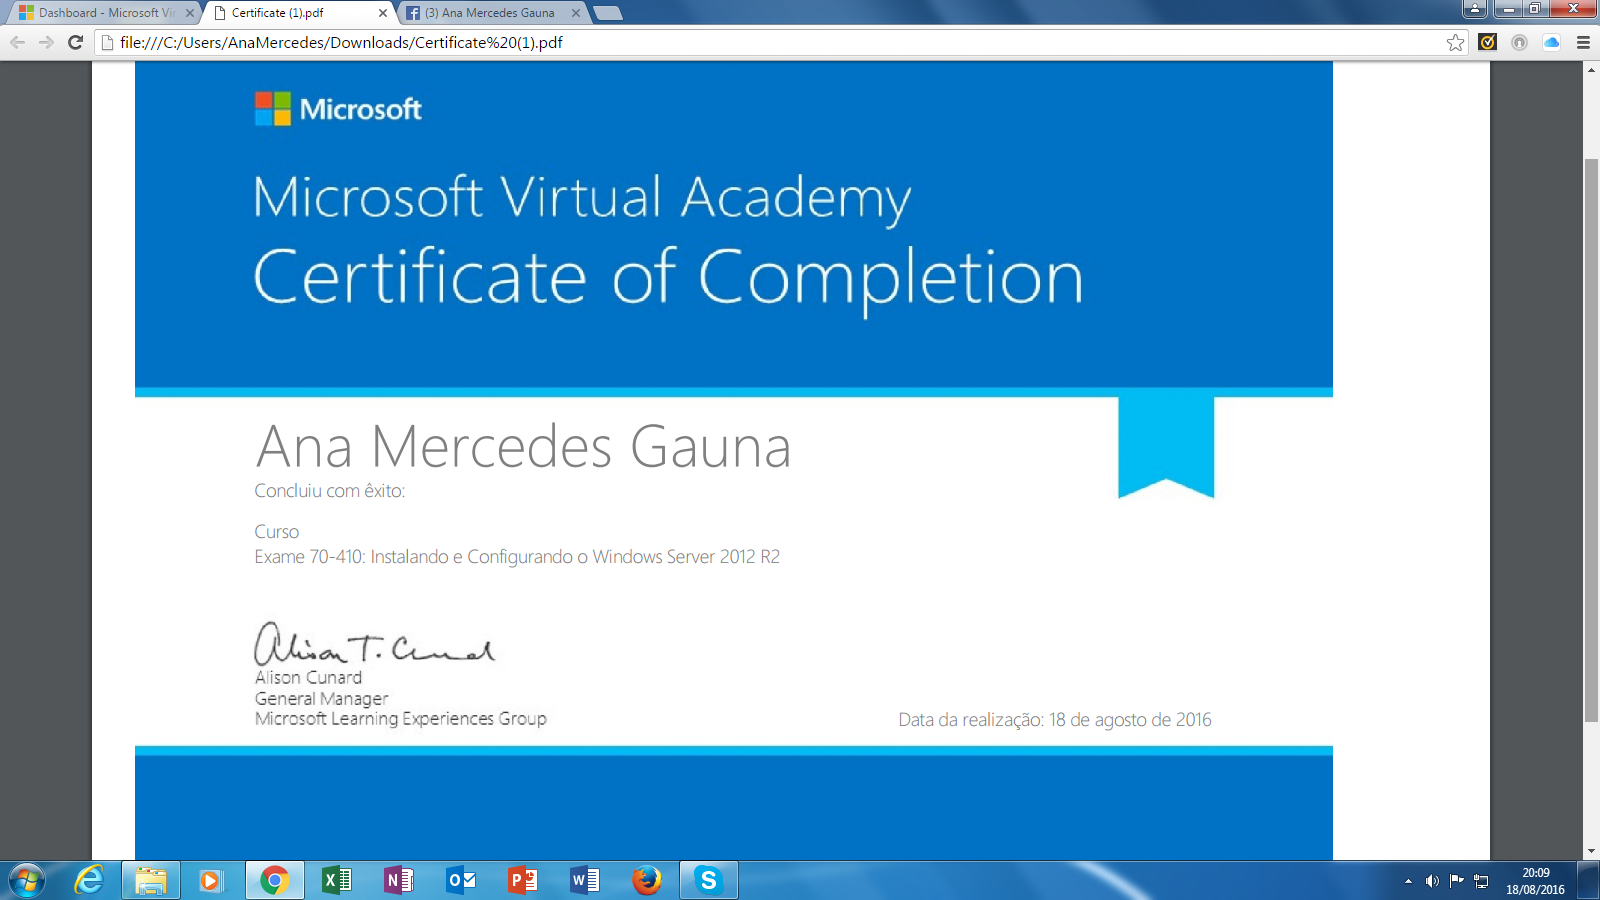 Dashboard - Microsoft Vir
Certificate (1).pdf
(3) Ana Mercedes Gauna
file:///C:/Users/AnaMercedes/Downloads/Certificate%20(1).pdf
Microsoft
Microsoft Virtual Academy
Certificate of Completion
Ana Mercedes Gauna
Concluiu com êxito:
Curso
Exame 70-410: Instalando e Configurando o Windows Server 2012 R2
Alison T. Cunard
Alison Cunard
General Manager
Microsoft Learning Experiences Group
Data da realização: 18 de agosto de 2016
20:09
18/08/2016